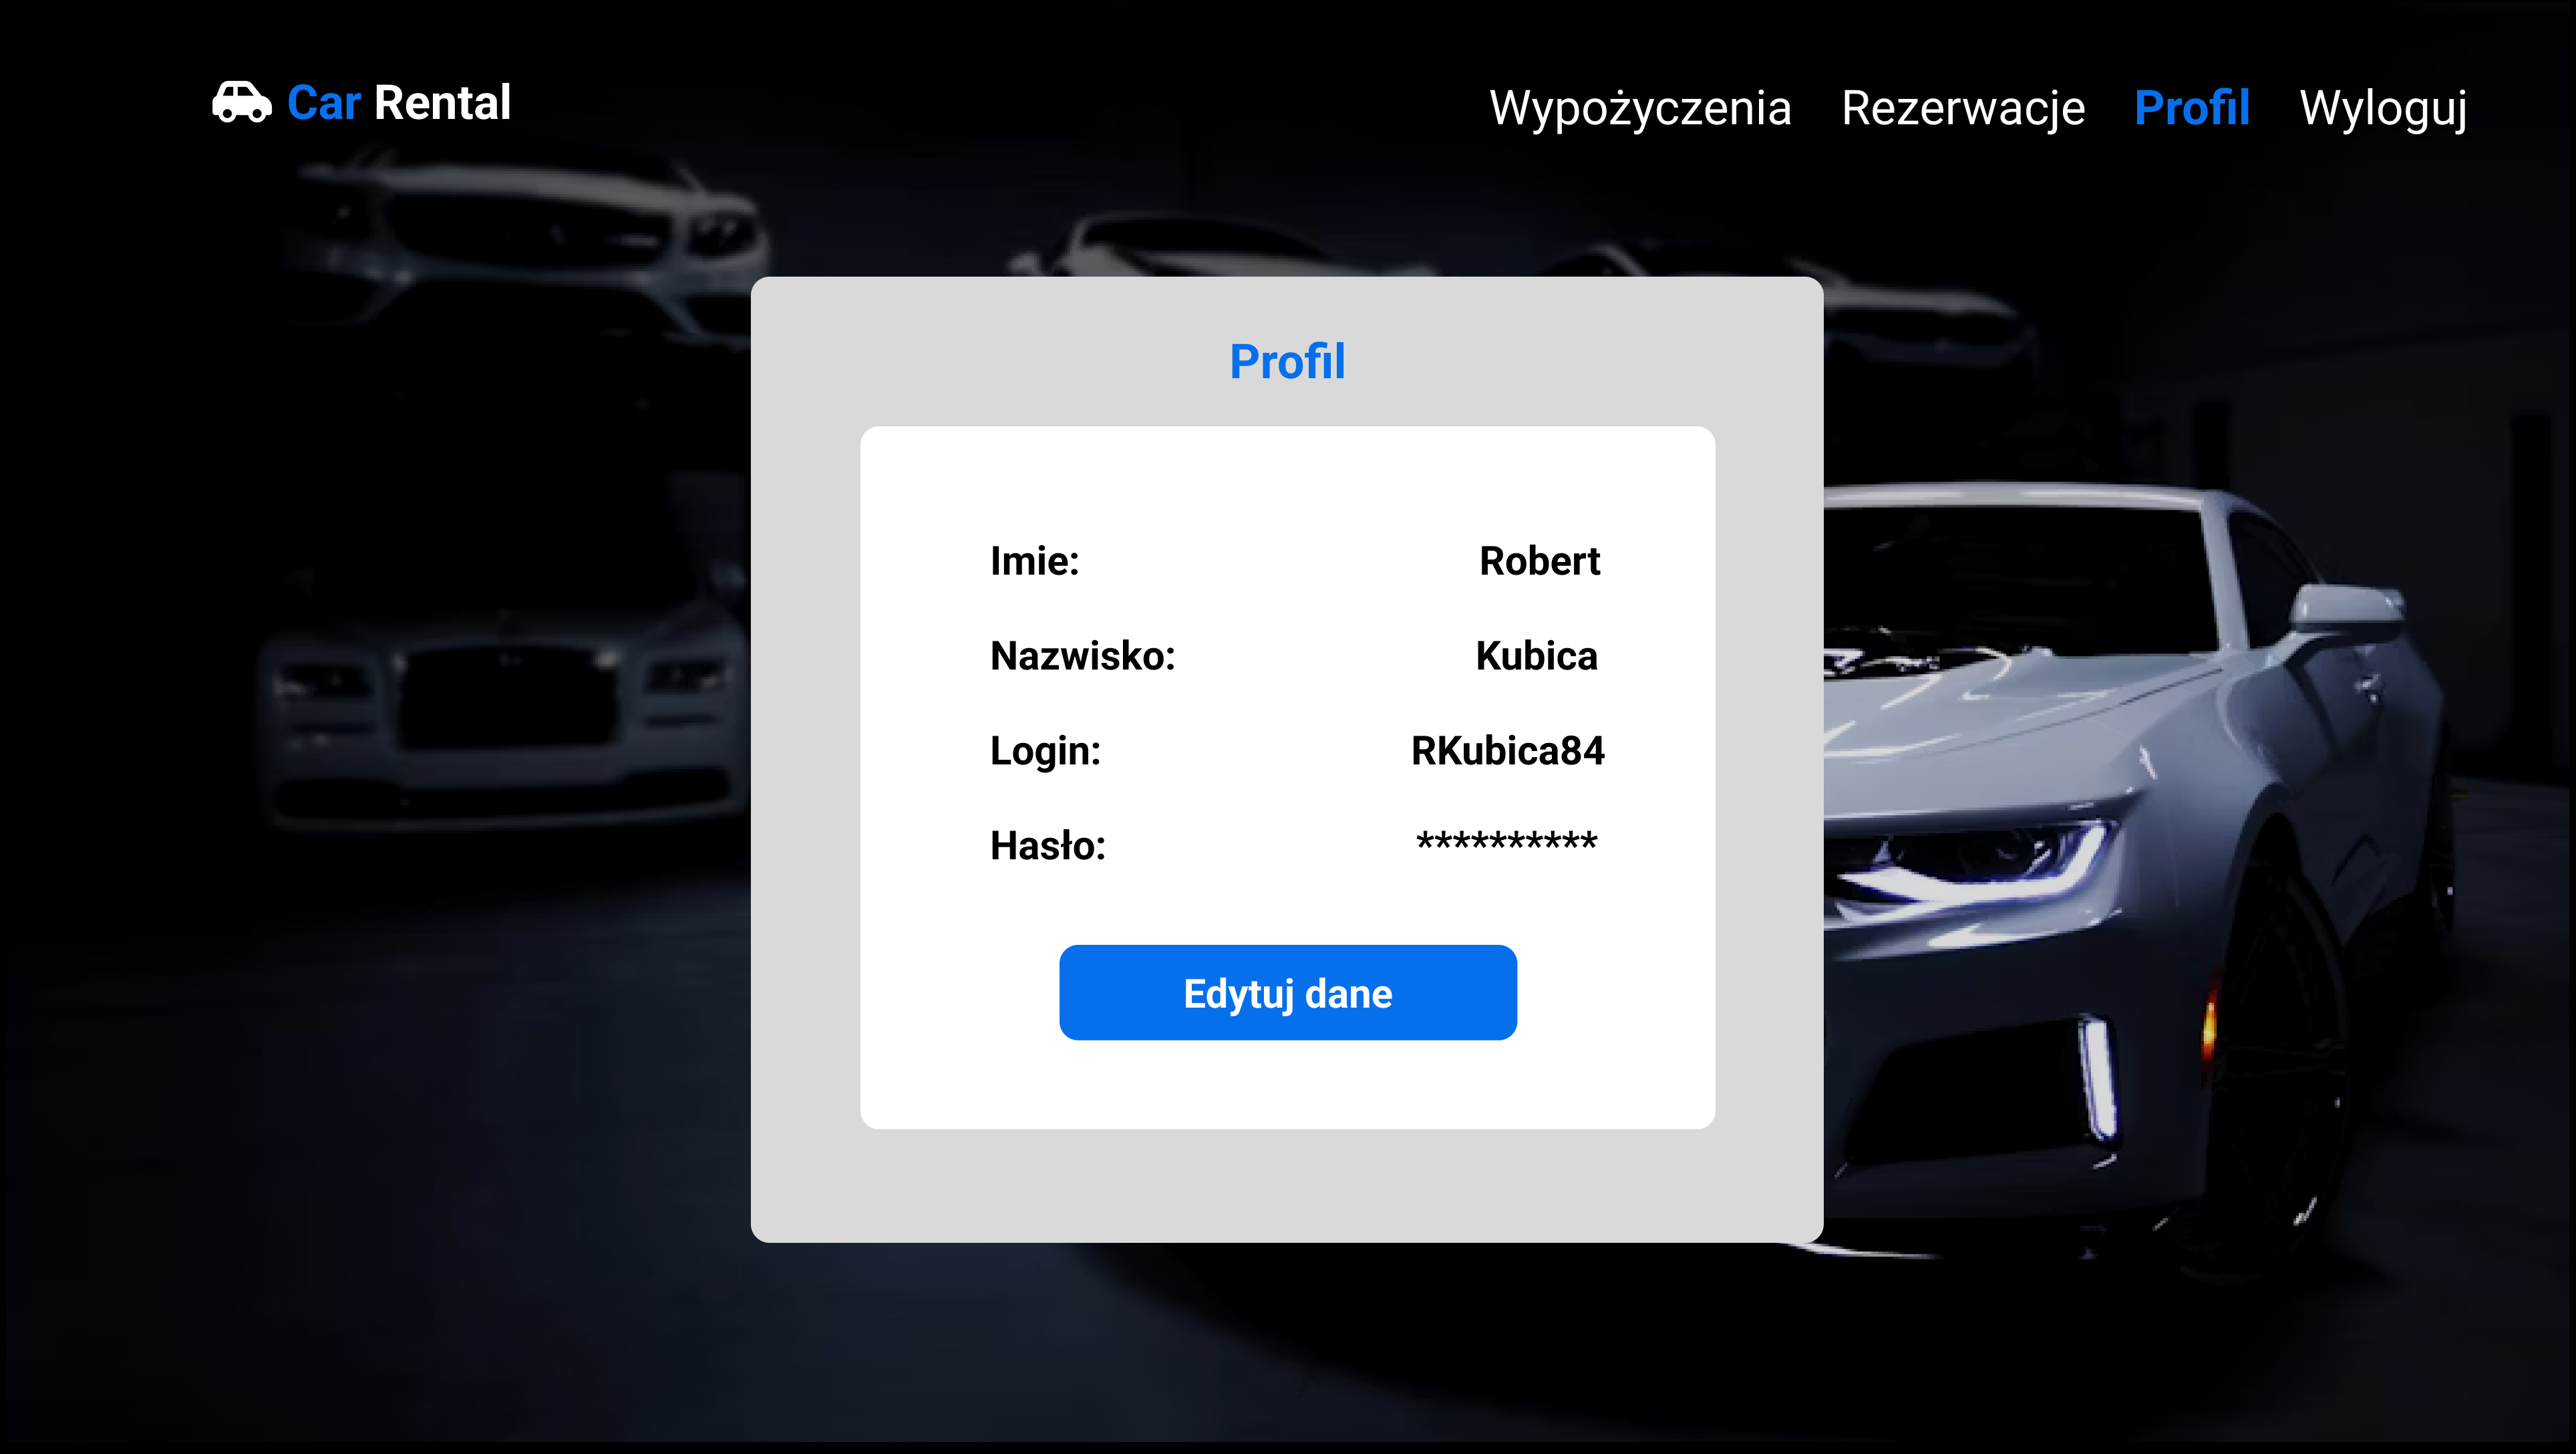 Car Rental
Wypożyczenia Rezerwacje Profil Wyloguj
Profil
Imie: Robert
Nazwisko: Kubica
Login: RKubica84
Hasło: **********
Edytuj dane